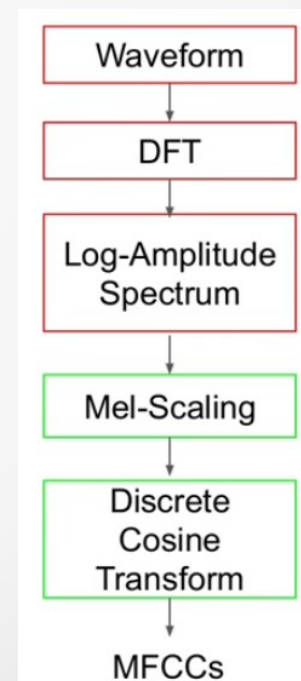 Waveform
DFT
Log-Amplitude
Spectrum
Mel-Scaling
Discrete
Cosine
Transform
MFCCs